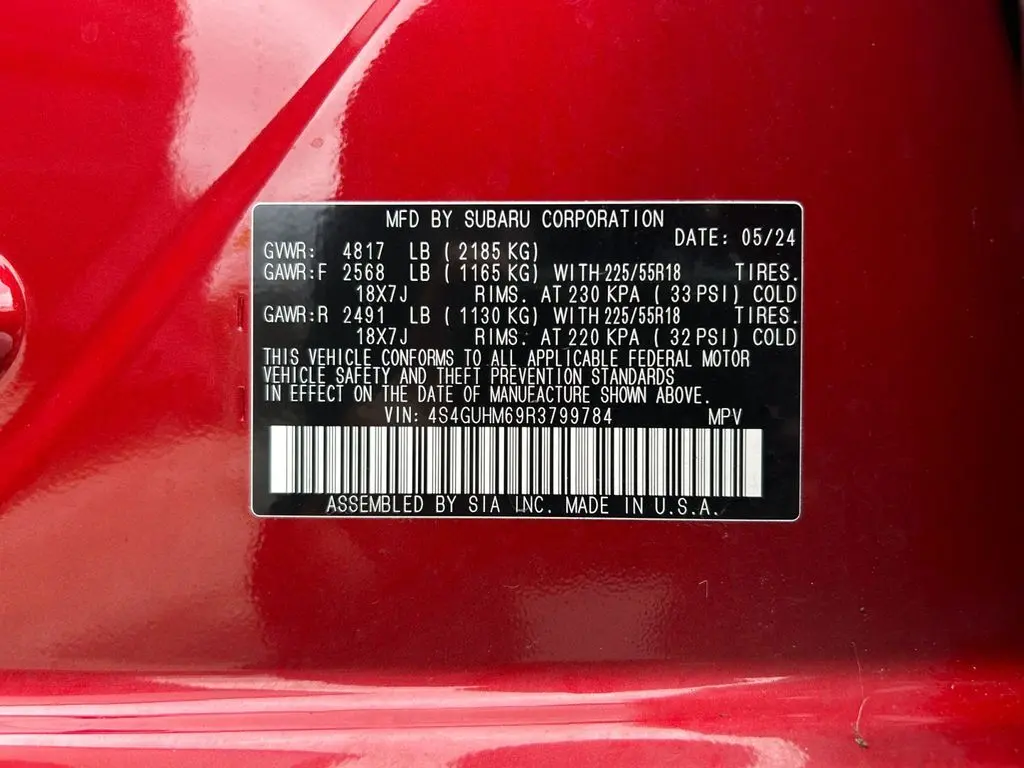 MFD BY SUBARU CORPORATION
DATE: 05/24
GVWR: 4817 LB ( 2185 KG)
GAWR:F 2568 LB ( 1165 KG) WITH 225/55R18 TIRES.
18X7J RIMS. AT 230 KPA ( 33 PSI) COLD
GAWR:R 2491 LB ( 1130 KG) WITH 225/55R18 TIRES.
18X7J RIMS. AT 220 KPA ( 32 PSI) COLD
THIS VEHICLE CONFORMS TO ALL APPLICABLE FEDERAL MOTOR
VEHICLE SAFETY AND THEFT PREVENTION STANDARDS
IN EFFECT ON THE DATE OF MANUFACTURE SHOWN ABOVE.
VIN: 4S4GUHM69R3799784 MPV
ASSEMBLED BY SIA INC. MADE IN U.S.A.